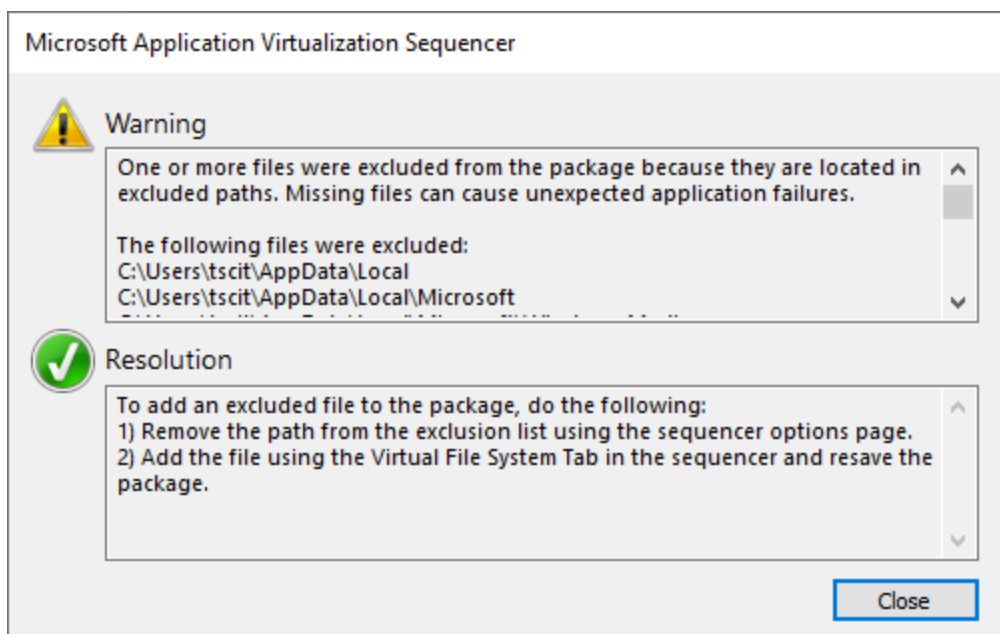 Microsoft Application Virtualization Sequencer
Warning
One or more files were excluded from the package because they are located in
excluded paths. Missing files can cause unexpected application failures.
The following files were excluded:
C:\Users\tscit\AppData\Local
C:\Users\tscit\AppData\Local\Microsoft
Resolution
To add an excluded file to the package, do the following:
1) Remove the path from the exclusion list using the sequencer options page.
2) Add the file using the Virtual File System Tab in the sequencer and resave the
package.
Close